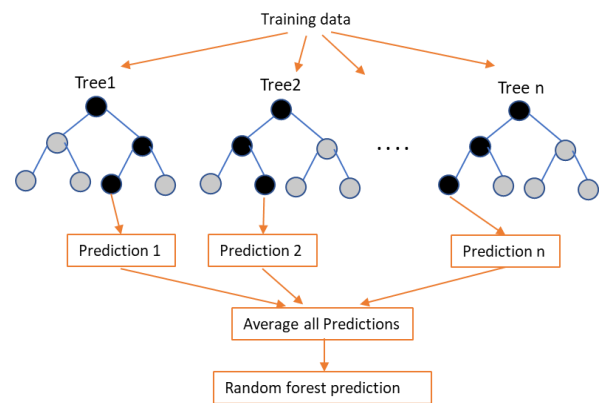 Training data
Tree1
Tree2
Tree n
....
Prediction 1
Prediction 2
Prediction n
Average all Predictions
Random forest prediction